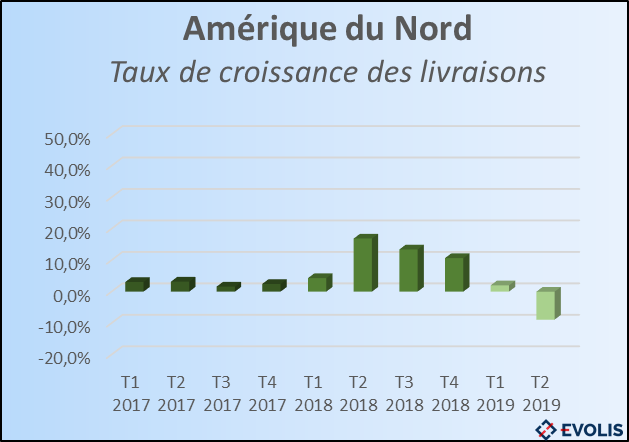 Amérique du Nord
Taux de croissance des livraisons
50,0%
40,0%
30,0%
20,0%
10,0%
0,0%
-10,0%
-20,0%
T1 T2 T3 T4 T1 T2 T3 T4 T1 T2
2017 2017 2017 2017 2018 2018 2018 2018 2019 2019
EVOLIS